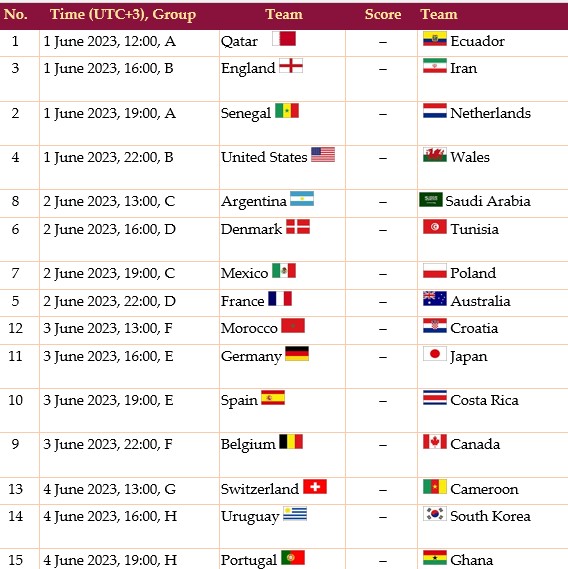 No. Time (UTC+3), Group Team Score Team
1 1 June 2023, 12:00, A Qatar – Ecuador
3 1 June 2023, 16:00, B England – Iran
2 1 June 2023, 19:00, A Senegal – Netherlands
4 1 June 2023, 22:00, B United States – Wales
8 2 June 2023, 13:00, C Argentina – Saudi Arabia
6 2 June 2023, 16:00, D Denmark – Tunisia
7 2 June 2023, 19:00, C Mexico – Poland
5 2 June 2023, 22:00, D France – Australia
12 3 June 2023, 13:00, F Morocco – Croatia
11 3 June 2023, 16:00, E Germany – Japan
10 3 June 2023, 19:00, E Spain – Costa Rica
9 3 June 2023, 22:00, F Belgium – Canada
13 4 June 2023, 13:00, G Switzerland – Cameroon
14 4 June 2023, 16:00, H Uruguay – South Korea
15 4 June 2023, 19:00, H Portugal – Ghana